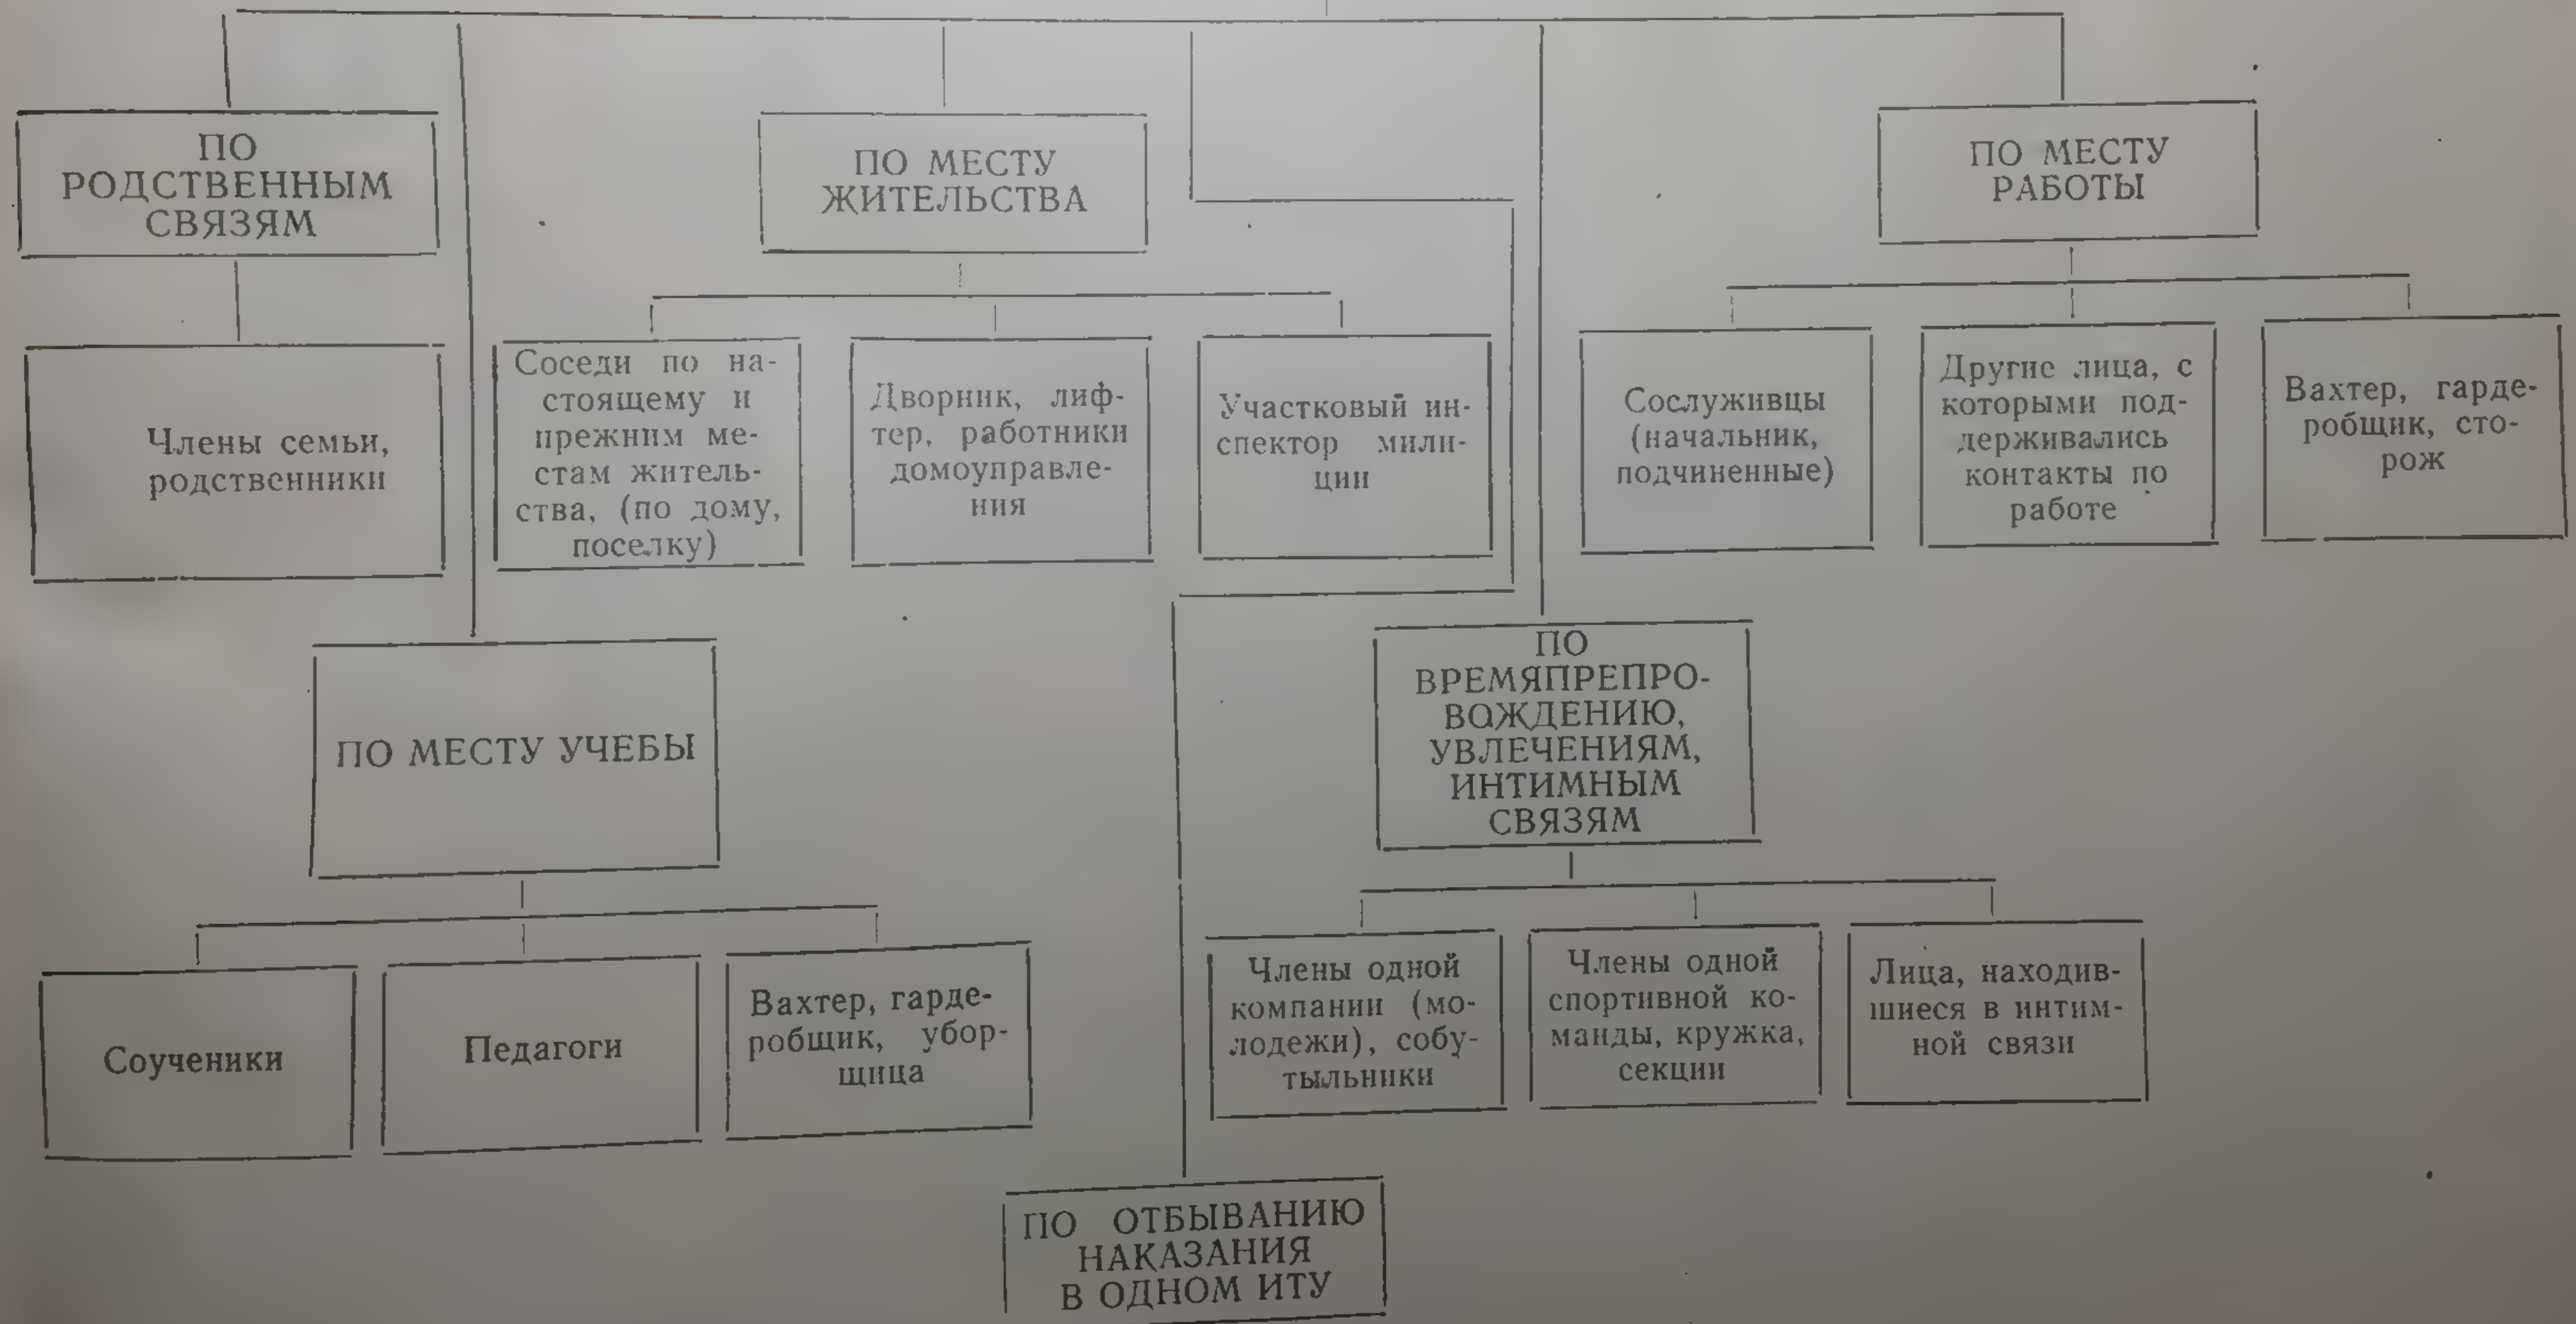 ПО
РОДСТВЕННЫМ
СВЯЗЯМ
ПО МЕСТУ
ЖИТЕЛЬСТВА
ПО МЕСТУ
РАБОТЫ
Члены семьи,
родственники
Соседи по на-
стоящему и
прежним ме-
стам житель-
ства, (по дому,
поселку)
Дворник, лиф-
тер, работники
домоуправле-
ния
Участковый ин-
спектор мили-
ции
Сослуживцы
(начальник,
подчиненные)
Другие лица, с
которыми под-
держивались
контакты по
работе
Вахтер, гарде-
робщик, сто-
рож
ПО МЕСТУ УЧЕБЫ
ПО
ВРЕМЯПРЕПРО-
ВОЖДЕНИЮ,
УВЛЕЧЕНИЯМ,
ИНТИМНЫМ
СВЯЗЯМ
Соученики
Педагоги
Вахтер, гарде-
робщик, убор-
щица
Члены одной
компании (мо-
лодежи), собу-
тыльники
Члены одной
спортивной ко-
манды, кружка,
секции
Лица, находив-
шиеся в интим-
ной связи
ПО ОТБЫВАНИЮ
НАКАЗАНИЯ
В ОДНОМ ИТУ